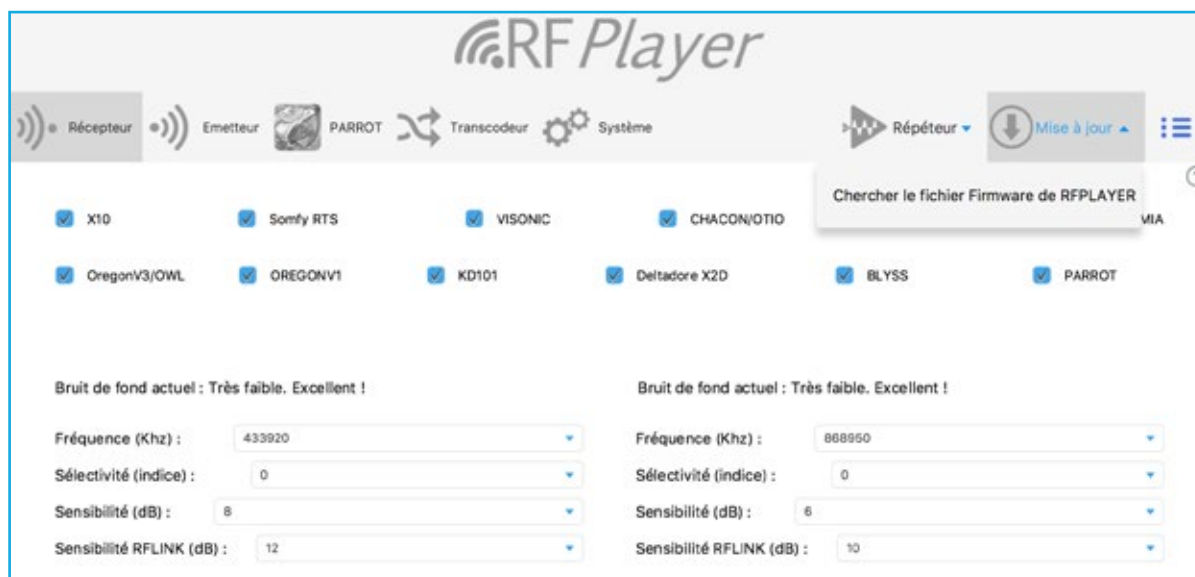 RFPlayer
Récepteur Emetteur PARROT Transcodeur Système Répéteur Mise à jour
Chercher le fichier Firmware de RFPLAYER
X10 Somfy RTS VISONIC CHACON/OTIO MIA
OregonV3/OWL OREGONV1 KD101 Deltadore X2D BLYSS PARROT
Bruit de fond actuel : Très faible. Excellent ! Bruit de fond actuel : Très faible. Excellent !
Fréquence (Khz) : 433920 Fréquence (Khz) : 868950
Sélectivité (indice) : 0 Sélectivité (indice) : 0
Sensibilité (dB) : 8 Sensibilité (dB) : 6
Sensibilité RFLINK (dB) : 12 Sensibilité RFLINK (dB) : 10